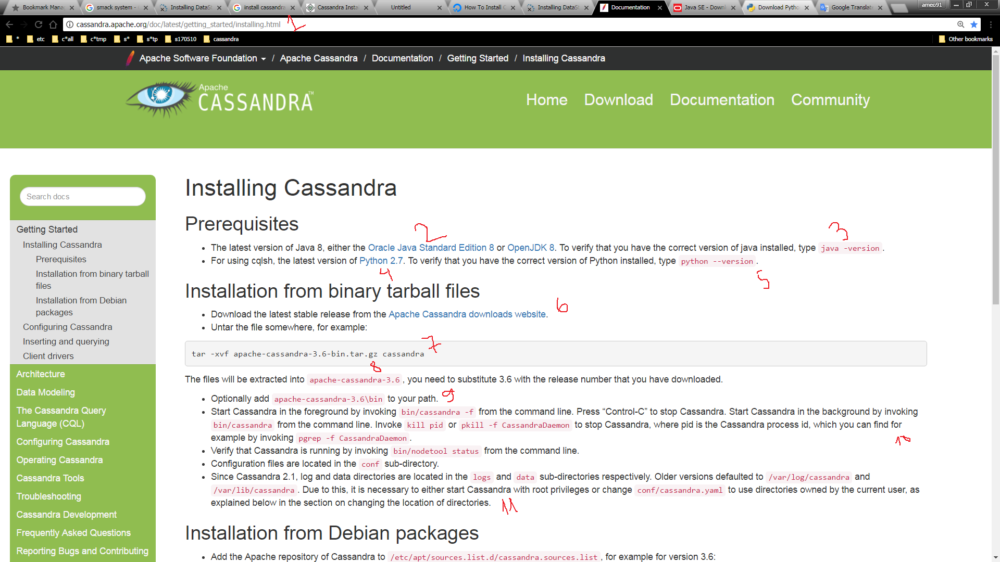 Bookmark Mana
smack system -
Installing DataS
install cassandra
Cassandra Insta
Untitled
How To Install C
Installing DataS
Documentation
Java SE - Downl
Download Pytho
Google Translate
ameo91
cassandra.apache.org/doc/latest/getting_started/installing.html
1
* etc c*all c*tmp s* s*tp s170510 cassandra Other bookmarks
Apache Software Foundation / Apache Cassandra / Documentation / Getting Started / Installing Cassandra
Apache
CASSANDRA™
Home Download Documentation Community
Search docs
Getting Started
Installing Cassandra
Prerequisites
Installation from binary tarball
files
Installation from Debian
packages
Configuring Cassandra
Inserting and querying
Client drivers
Architecture
Data Modeling
The Cassandra Query
Language (CQL)
Configuring Cassandra
Operating Cassandra
Cassandra Tools
Troubleshooting
Cassandra Development
Frequently Asked Questions
Reporting Bugs and Contributing
Installing Cassandra
Prerequisites
2
3
• The latest version of Java 8, either the Oracle Java Standard Edition 8 or OpenJDK 8. To verify that you have the correct version of java installed, type java -version.
• For using cqlsh, the latest version of Python 2.7. To verify that you have the correct version of Python installed, type python --version.
4
5
Installation from binary tarball files
6
• Download the latest stable release from the Apache Cassandra downloads website.
• Untar the file somewhere, for example:
7
tar -xvf apache-cassandra-3.6-bin.tar.gz cassandra
8
The files will be extracted into apache-cassandra-3.6, you need to substitute 3.6 with the release number that you have downloaded.
• Optionally add apache-cassandra-3.6\bin to your path.
9
• Start Cassandra in the foreground by invoking bin/cassandra -f from the command line. Press “Control-C” to stop Cassandra. Start Cassandra in the background by invoking
bin/cassandra from the command line. Invoke kill pid or pkill -f CassandraDaemon to stop Cassandra, where pid is the Cassandra process id, which you can find for
example by invoking pgrep -f CassandraDaemon.
10
• Verify that Cassandra is running by invoking bin/nodetool status from the command line.
• Configuration files are located in the conf sub-directory.
• Since Cassandra 2.1, log and data directories are located in the logs and data sub-directories respectively. Older versions defaulted to /var/log/cassandra and
/var/lib/cassandra. Due to this, it is necessary to either start Cassandra with root privileges or change conf/cassandra.yaml to use directories owned by the current user, as
explained below in the section on changing the location of directories.
11
Installation from Debian packages
• Add the Apache repository of Cassandra to /etc/apt/sources.list.d/cassandra.sources.list, for example for version 3.6: